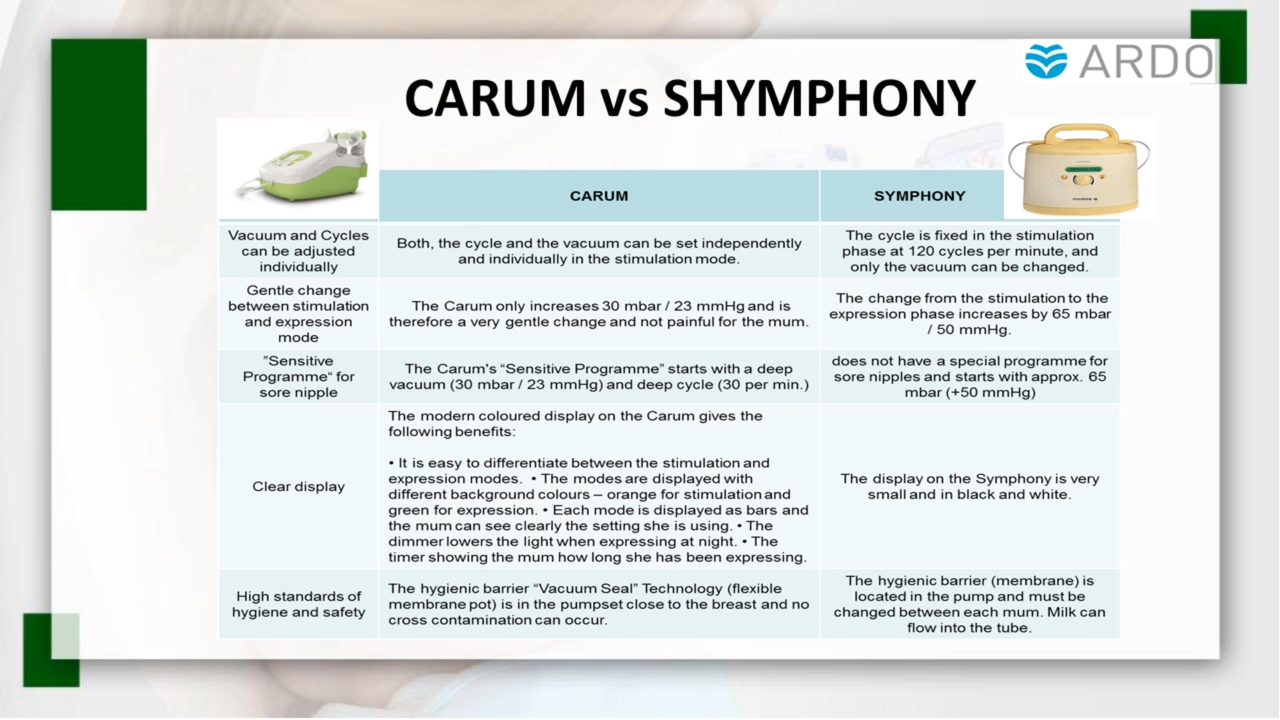 ARDO
CARUM vs SHYMPHONY
CARUM
SYMPHONY
Vacuum and Cycles
can be adjusted
individually
Both, the cycle and the vacuum can be set independently
and individually in the stimulation mode.
The cycle is fixed in the stimulation
phase at 120 cycles per minute, and
only the vacuum can be changed.
Gentle change
between stimulation
and expression
mode
The Carum only increases 30 mbar / 23 mmHg and is
therefore a very gentle change and not painful for the mum.
The change from the stimulation to the
expression phase increases by 65 mbar
/ 50 mmHg.
"Sensitive
Programme“ for
sore nipple
The Carum's “Sensitive Programme” starts with a deep
vacuum (30 mbar / 23 mmHg) and deep cycle (30 per min.)
does not have a special programme for
sore nipples and starts with approx. 65
mbar (+50 mmHg)
Clear display
The modern coloured display on the Carum gives the
following benefits:
• It is easy to differentiate between the stimulation and
expression modes. • The modes are displayed with
different background colours – orange for stimulation and
green for expression. • Each mode is displayed as bars and
the mum can see clearly the setting she is using. • The
dimmer lowers the light when expressing at night. • The
timer showing the mum how long she has been expressing.
The display on the Symphony is very
small and in black and white.
High standards of
hygiene and safety
The hygienic barrier “Vacuum Seal” Technology (flexible
membrane pot) is in the pumpset close to the breast and no
cross contamination can occur.
The hygienic barrier (membrane) is
located in the pump and must be
changed between each mum. Milk can
flow into the tube.